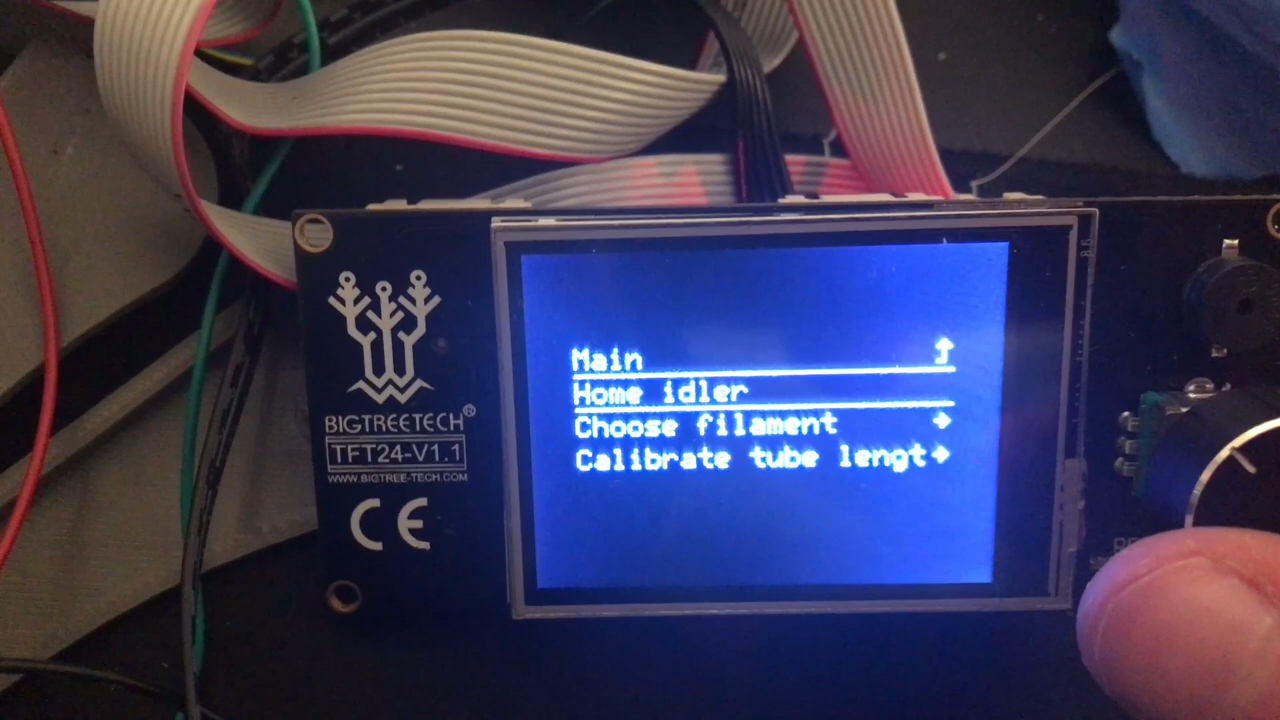 BIGTREETECH®
TFT24-V1.1
WWW.BIGTREE-TECH.COM
CE
Main
Home idler
Choose filament
Calibrate tube lengt